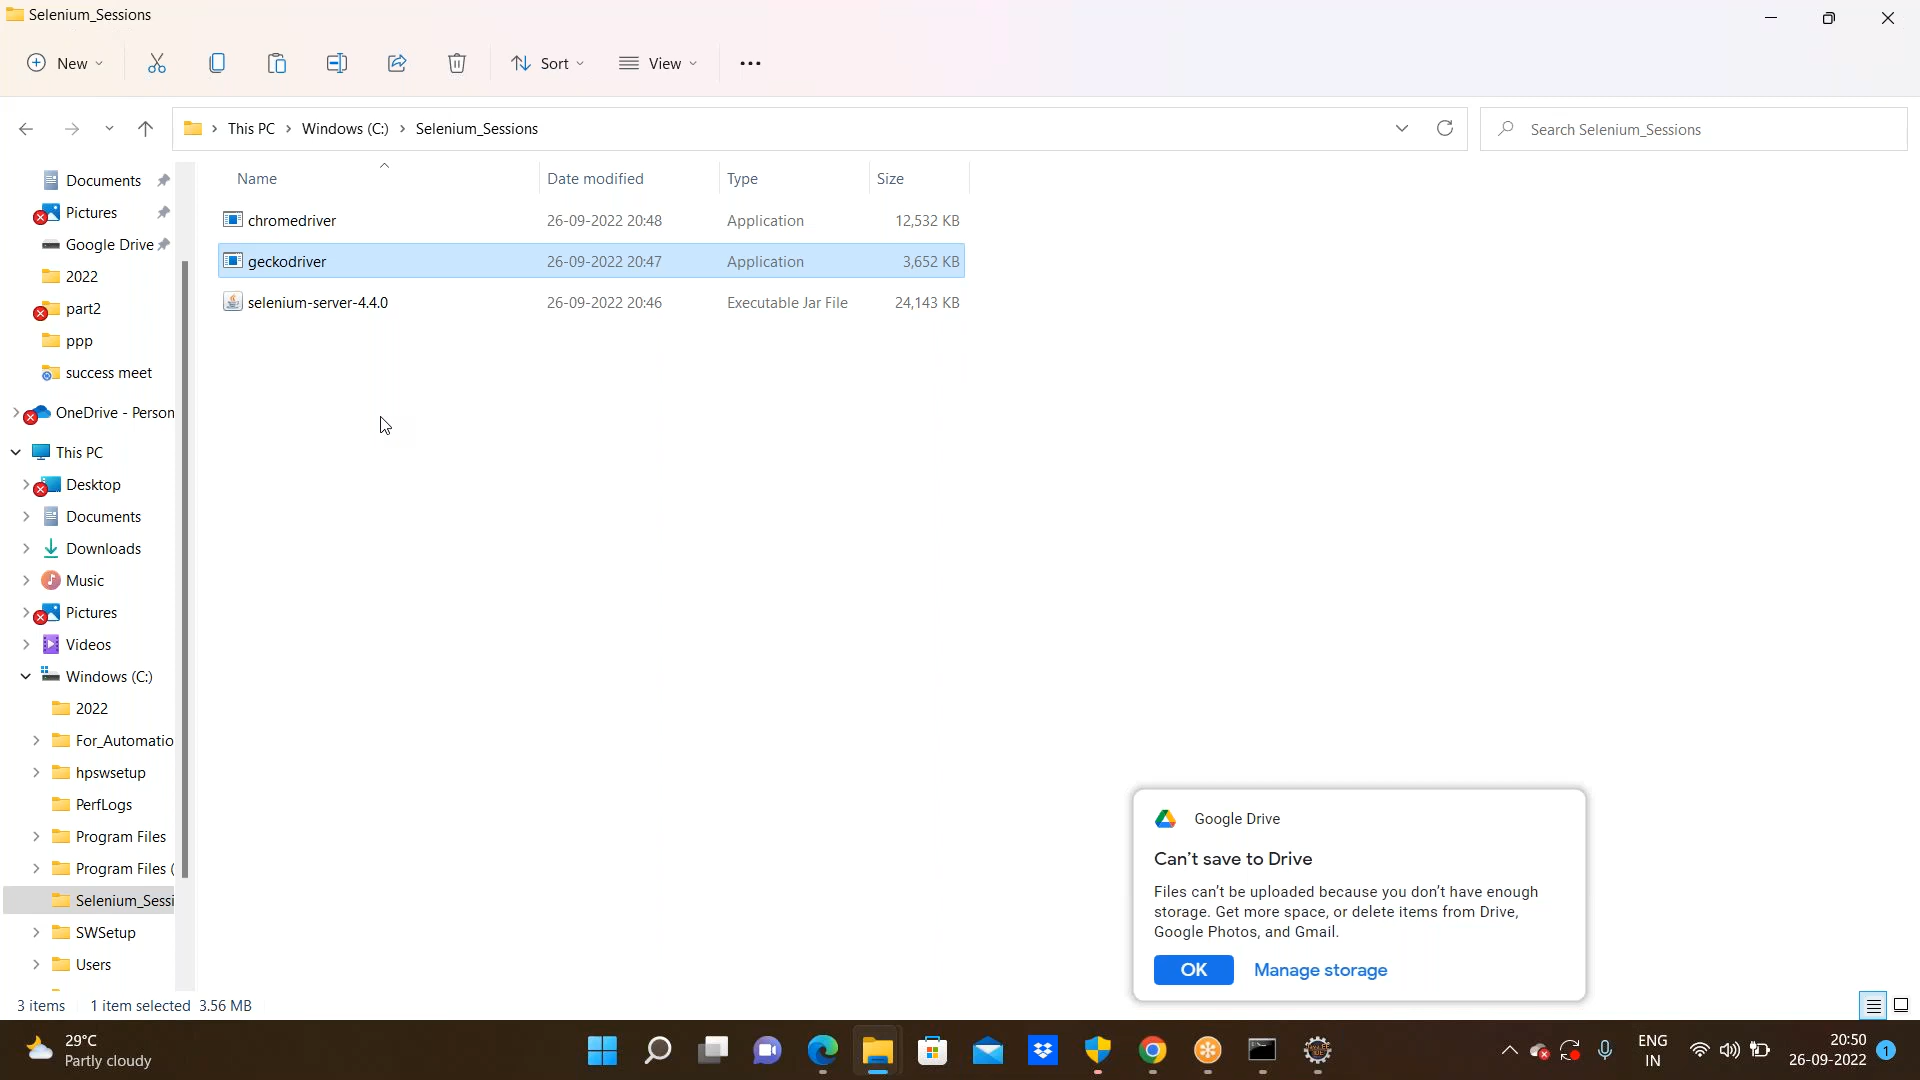 Selenium_Sessions
New
Sort
View
This PC
Windows (C:)
Selenium_Sessions
Search Selenium_Sessions
Documents
Pictures
Google Drive
2022
part2
ppp
success meet
OneDrive - Person
This PC
Desktop
Documents
Downloads
Music
Pictures
Videos
Windows (C:)
2022
For_Automatio
hpswsetup
PerfLogs
Program Files
Program Files (
Selenium_Sessi
SWSetup
Users
Name Date modified Type Size
chromedriver 26-09-2022 20:48 Application 12,532 KB
geckodriver 26-09-2022 20:47 Application 3,652 KB
selenium-server-4.4.0 26-09-2022 20:46 Executable Jar File 24,143 KB
Google Drive
Can't save to Drive
Files can't be uploaded because you don't have enough
storage. Get more space, or delete items from Drive,
Google Photos, and Gmail.
OK Manage storage
3 items 1 item selected 3.56 MB
29°C
Partly cloudy
ENG
IN
20:50
26-09-2022
1